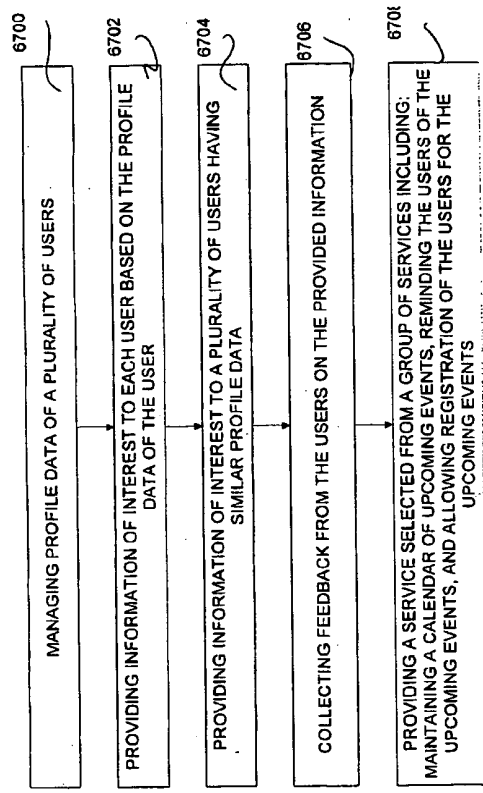 6700
MANAGING PROFILE DATA OF A PLURALITY OF USERS
6702
PROVIDING INFORMATION OF INTEREST TO EACH USER BASED ON THE PROFILE
DATA OF THE USER
6704
PROVIDING INFORMATION OF INTEREST TO A PLURALITY OF USERS HAVING
SIMILAR PROFILE DATA
6706
COLLECTING FEEDBACK FROM THE USERS ON THE PROVIDED INFORMATION
PROVIDING A SERVICE SELECTED FROM A GROUP OF SERVICES INCLUDING:
MAINTAINING A CALENDAR OF UPCOMING EVENTS, REMINDING THE USERS OF THE
UPCOMING EVENTS, AND ALLOWING REGISTRATION OF THE USERS FOR THE
UPCOMING EVENTS